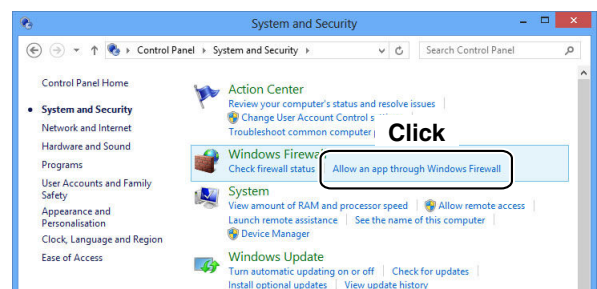 System and Security
Control Panel System and Security
Search Control Panel
Control Panel Home
System and Security
Network and Internet
Hardware and Sound
Programs
User Accounts and Family
Safety
Appearance and
Personalisation
Clock, Language and Region
Ease of Access
Action Center
Review your computer's status and resolve issues
Change User Account Control
Troubleshoot common computer
Click
Windows
Check firewall status Allow an app through Windows Firewall
System
View amount of RAM and processor speed Allow remote access
Launch remote assistance See the name of this computer
Device Manager
Windows Update
Turn automatic updating on or off Check for updates
Install optional updates View update history